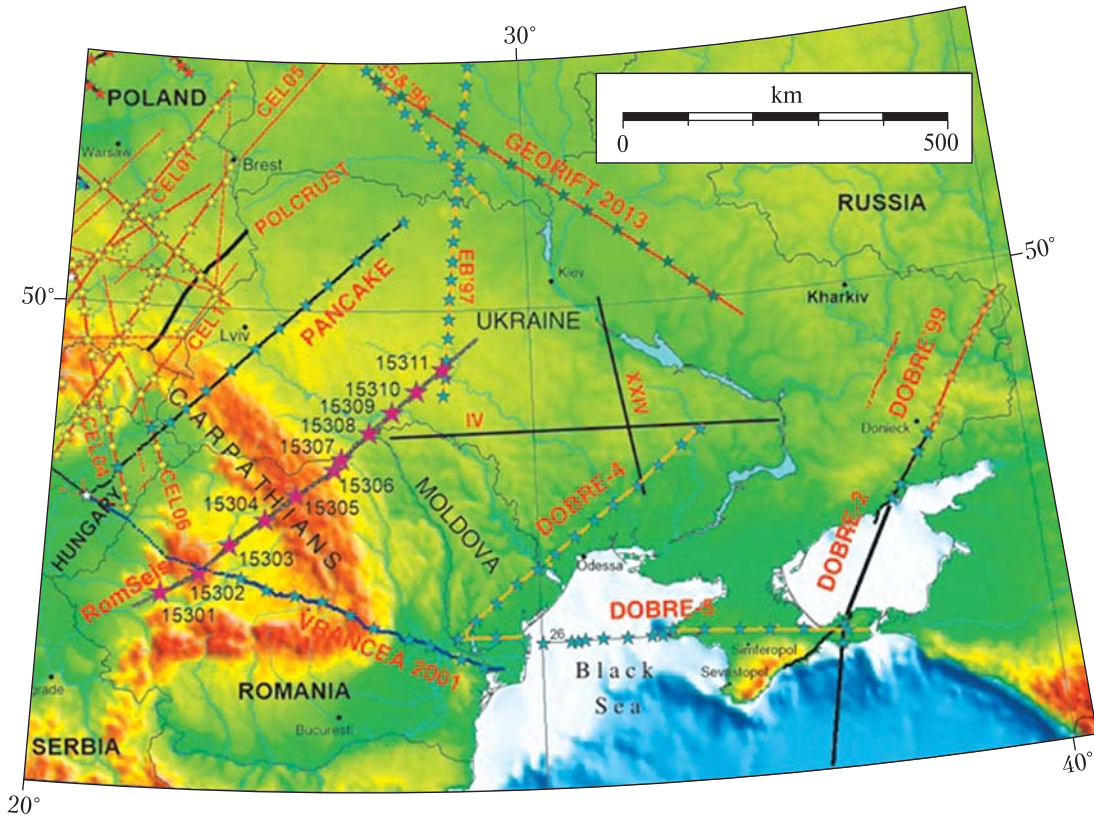 30°
POLAND
CEL05
95&'96
km
0
500
Warsaw
Brest
CEL01
GEORIFT 2013
POLCRUST
RUSSIA
50°
50°
EB'97
Kiev
Kharkiv
PANCAKE
UKRAINE
Lviv
DOBRE'99
15311
15310
15309
15308
15307
15306
15305
15304
15303
15302
15301
XXIV
IV
Donieck
CARPATHIANS
CEL04
CEL06
HUNGARY
MOLDOVA
DOBRE-4
DOBRE-2
RomSeis
Odessa
DOBRE-5
VRANCEA 2001
26
Simferopol
Sevastopol
Black
Sea
ROMANIA
grade
Bucuresti
SERBIA
20°
40°